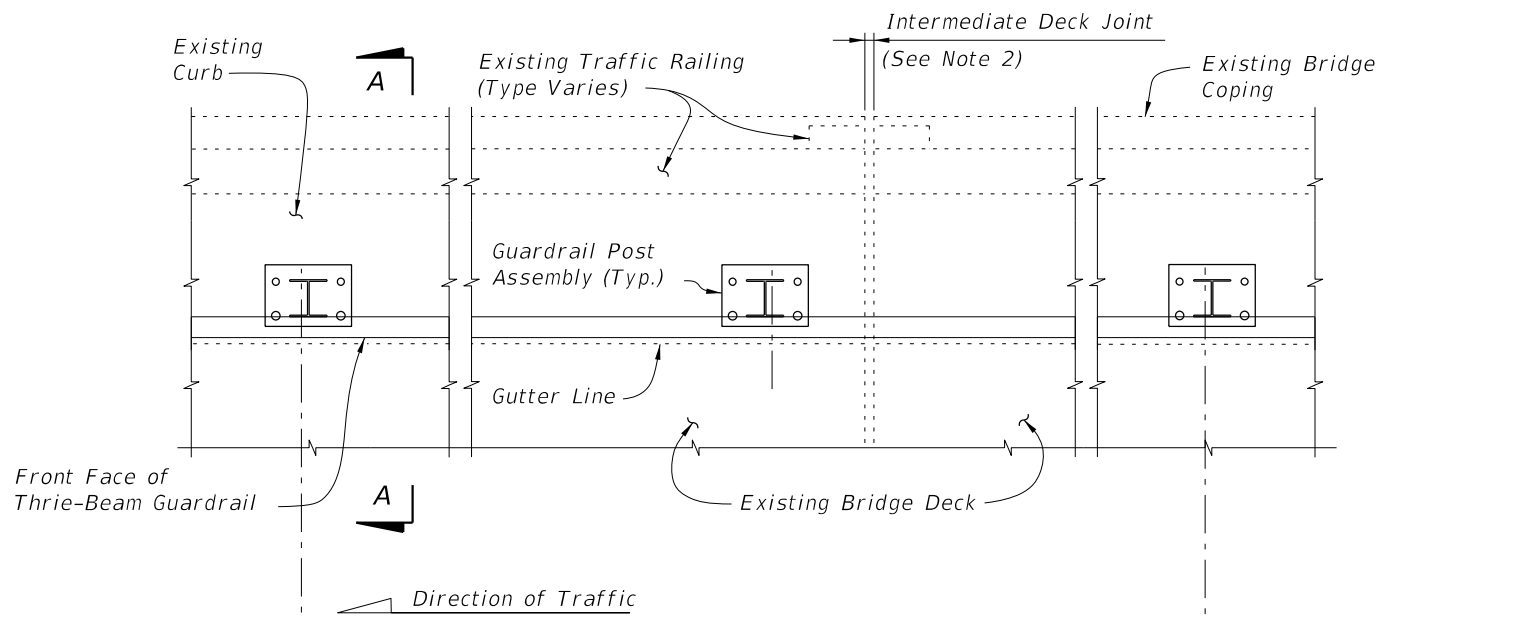 Intermediate Deck Joint
(See Note 2)
Existing
Curb
A
Existing Traffic Railing
(Type Varies)
Existing Bridge
Coping
Guardrail Post
Assembly (Typ.)
Gutter Line
Front Face of
Thrie-Beam Guardrail
A
Existing Bridge Deck
Direction of Traffic